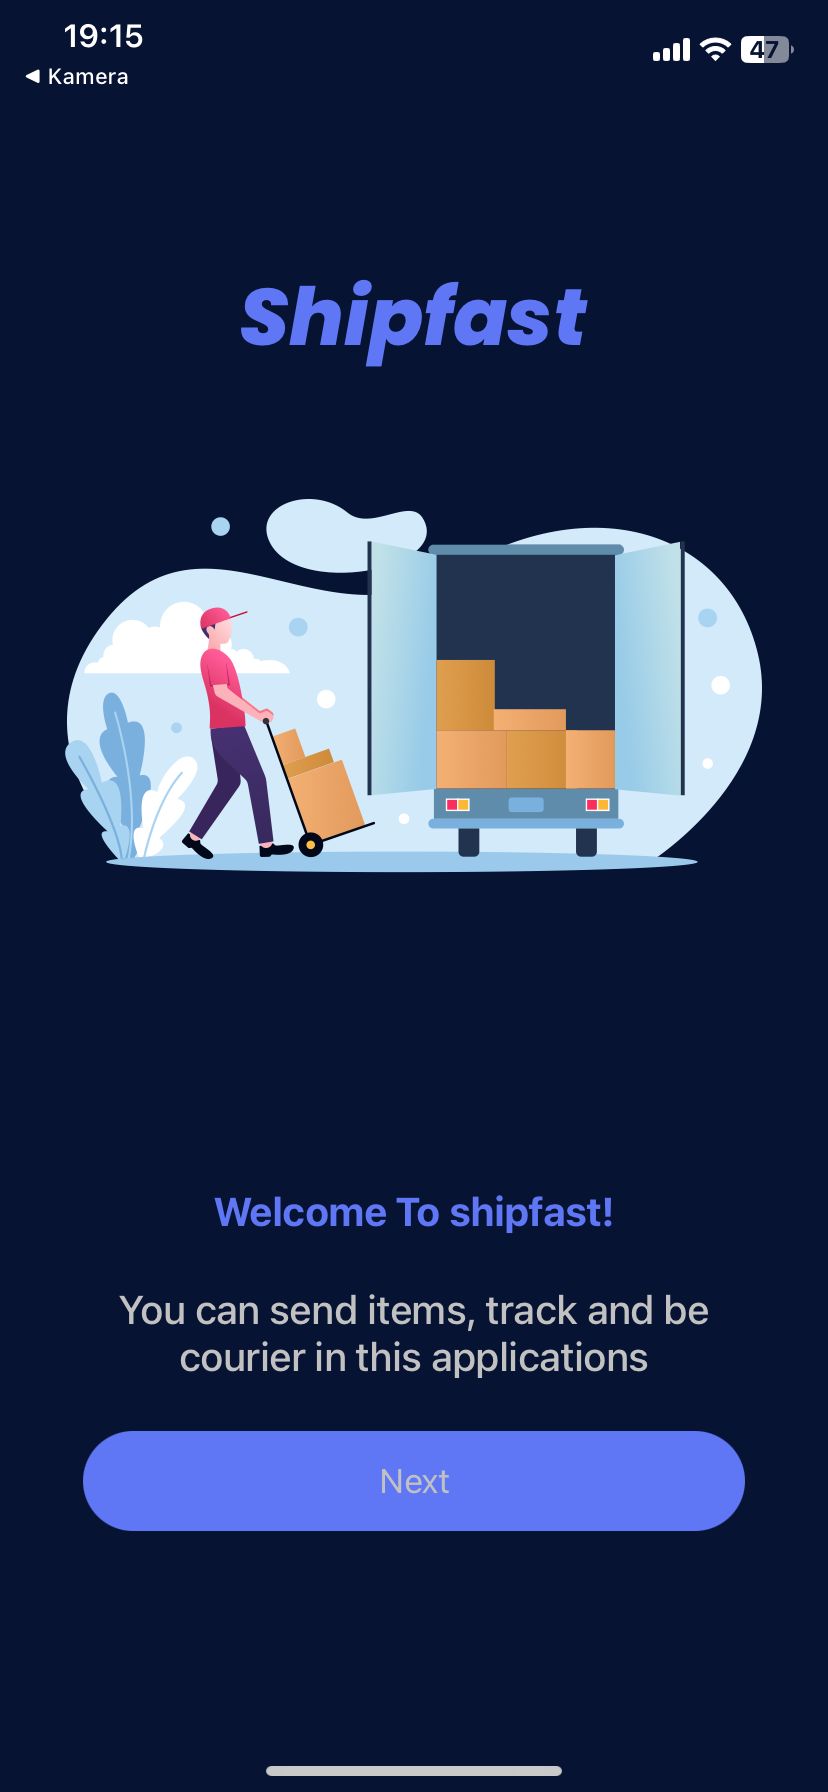 19:15
47
◀ Kamera
Shipfast
Welcome To shipfast!
You can send items, track and be
courier in this applications
Next